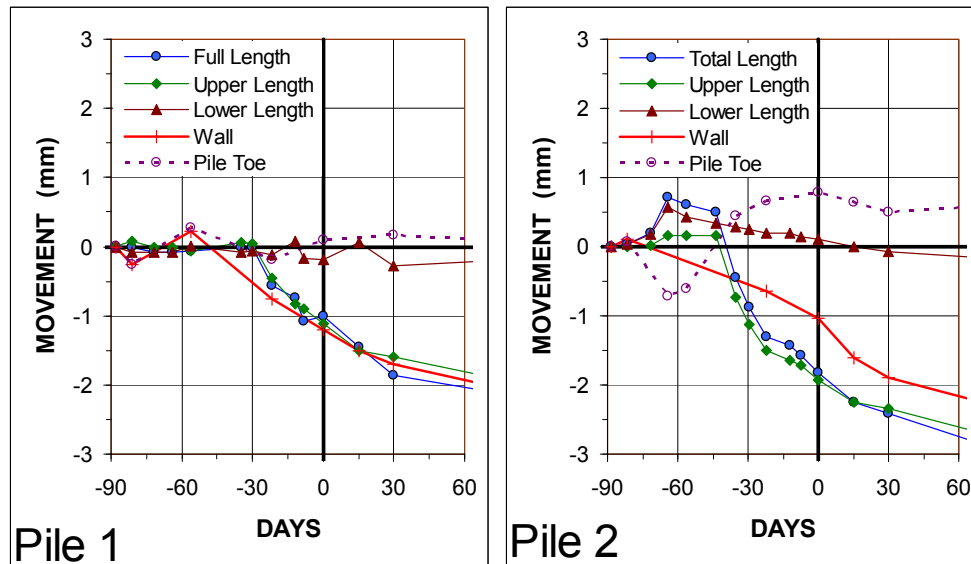 3
2
1
0
-1
-2
-3
MOVEMENT (mm)
Full Length
Upper Length
Lower Length
Wall
Pile Toe
-90
-60
-30
0
30
60
DAYS
Pile 1
3
2
1
0
-1
-2
-3
MOVEMENT (mm)
Total Length
Upper Length
Lower Length
Wall
Pile Toe
-90
-60
-30
0
30
60
DAYS
Pile 2